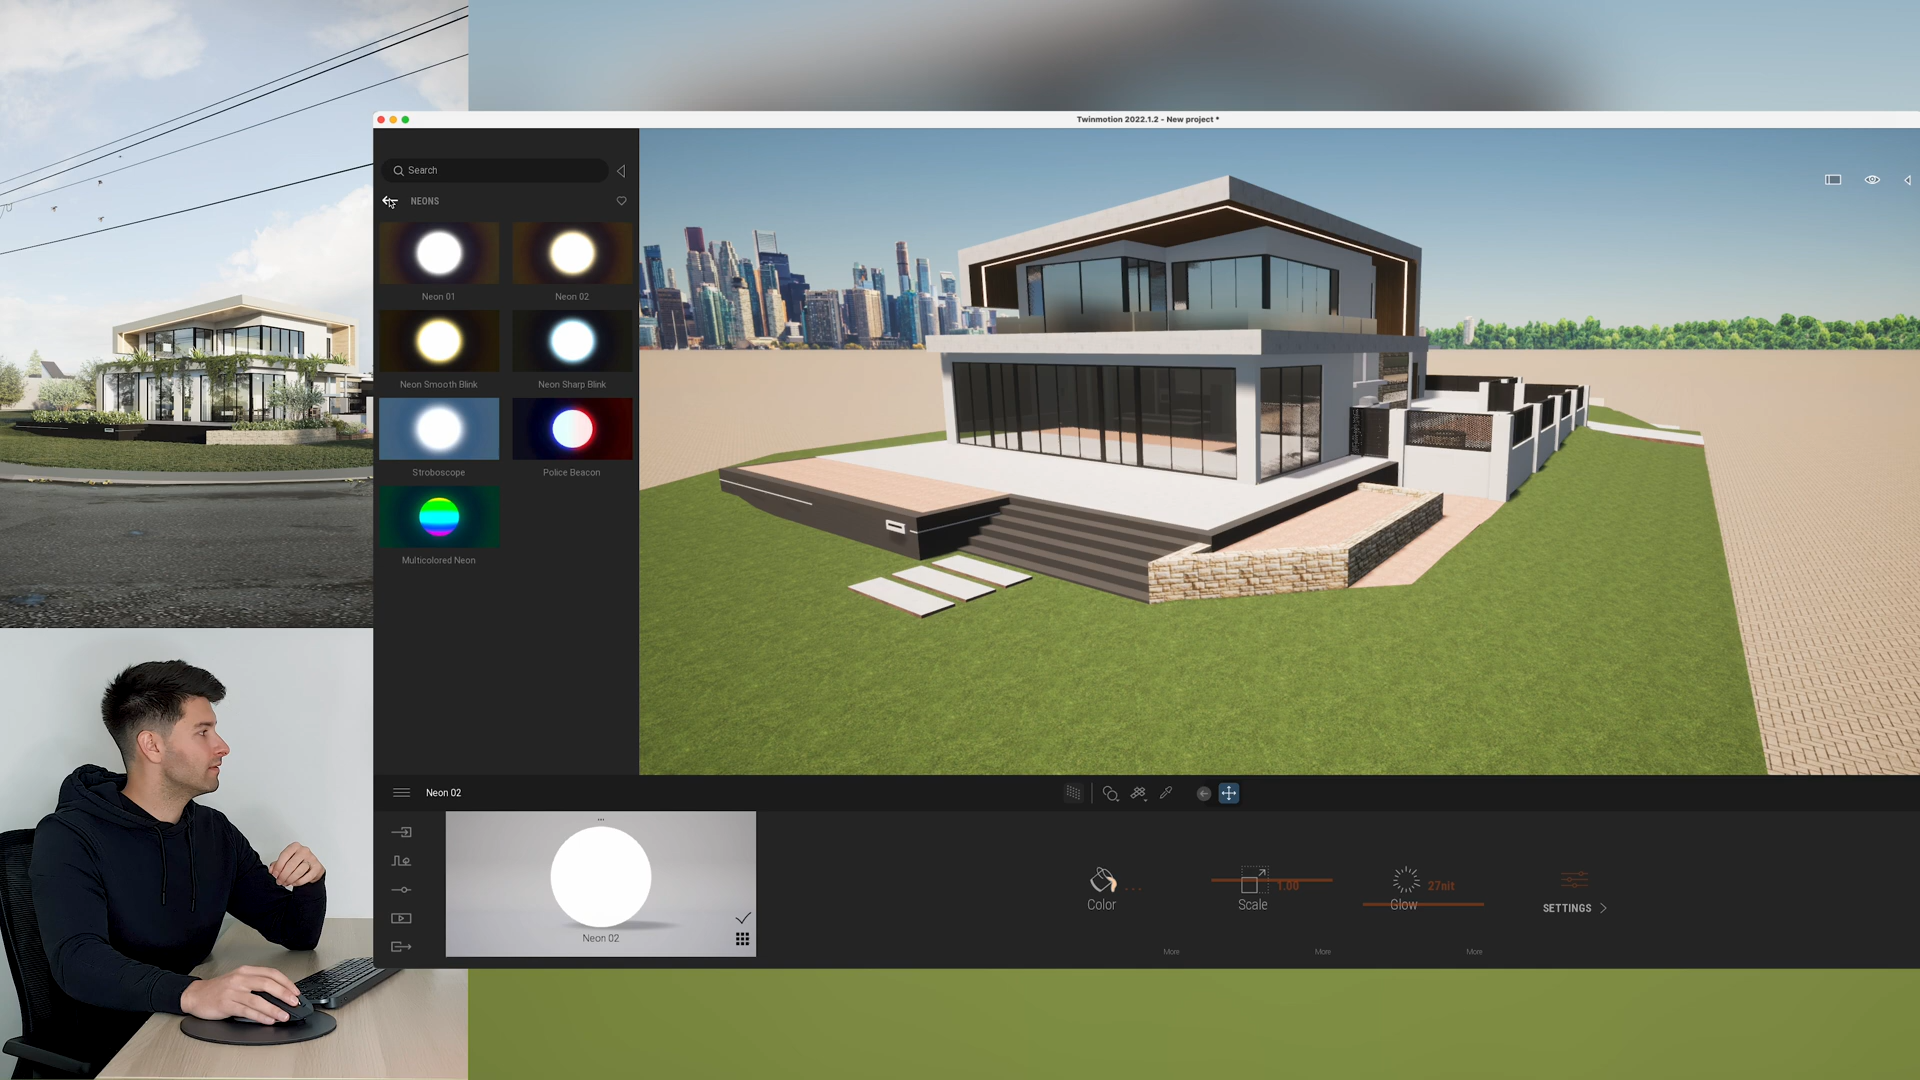 Twinmotion 2022.1.2 - New project *
Search
NEONS
Neon 01
Neon 02
Neon Smooth Blink
Neon Sharp Blink
Stroboscope
Police Beacon
Multicolored Neon
Neon 02
Neon 02
Color
1.00
Scale
27nit
Glow
SETTINGS
More
More
More